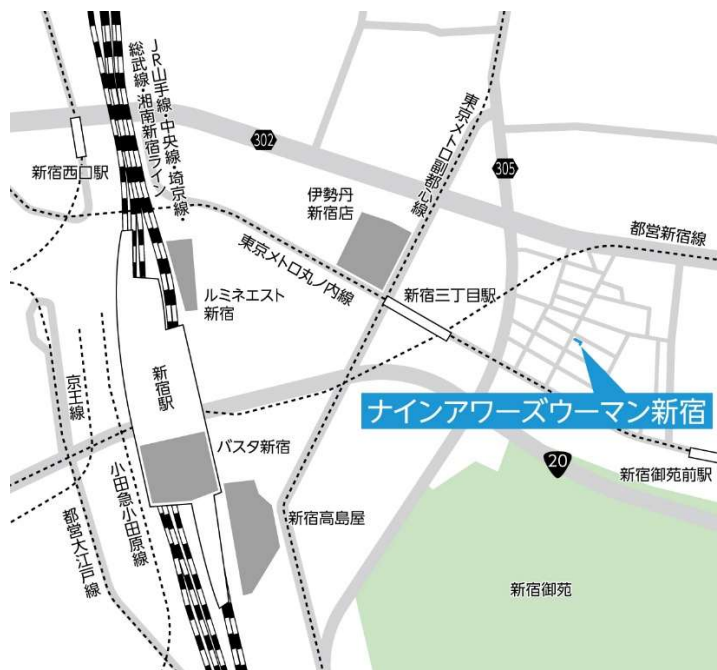 JR山手線・中央線・埼京線・
総武線・湘南新宿ライン
302
東京メトロ副都心線
305
新宿西口駅
伊勢丹
新宿店
都営新宿線
東京メトロ丸ノ内線
ルミネエスト
新宿
新宿三丁目駅
新宿駅
京王線
ナインアワーズウーマン新宿
バスタ新宿
20
新宿御苑前駅
小田急小田原線
都営大江戸線
新宿高島屋
新宿御苑